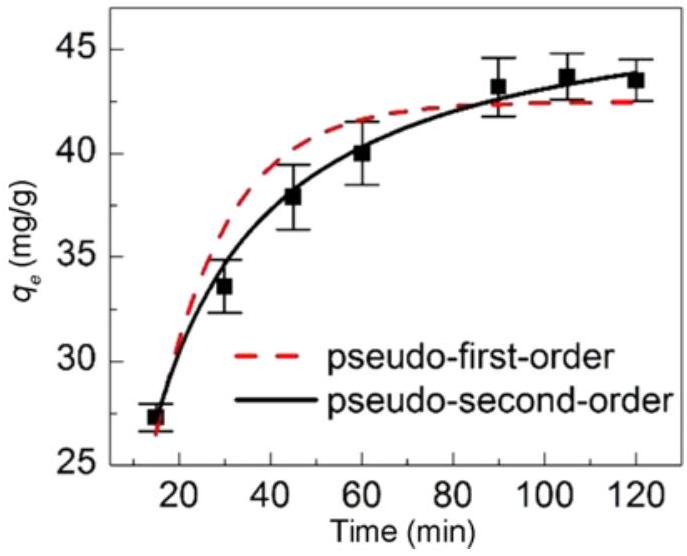 45
40
35
30
25
q_e (mg/g)
pseudo-first-order
pseudo-second-order
20 40 60 80 100 120
Time (min)